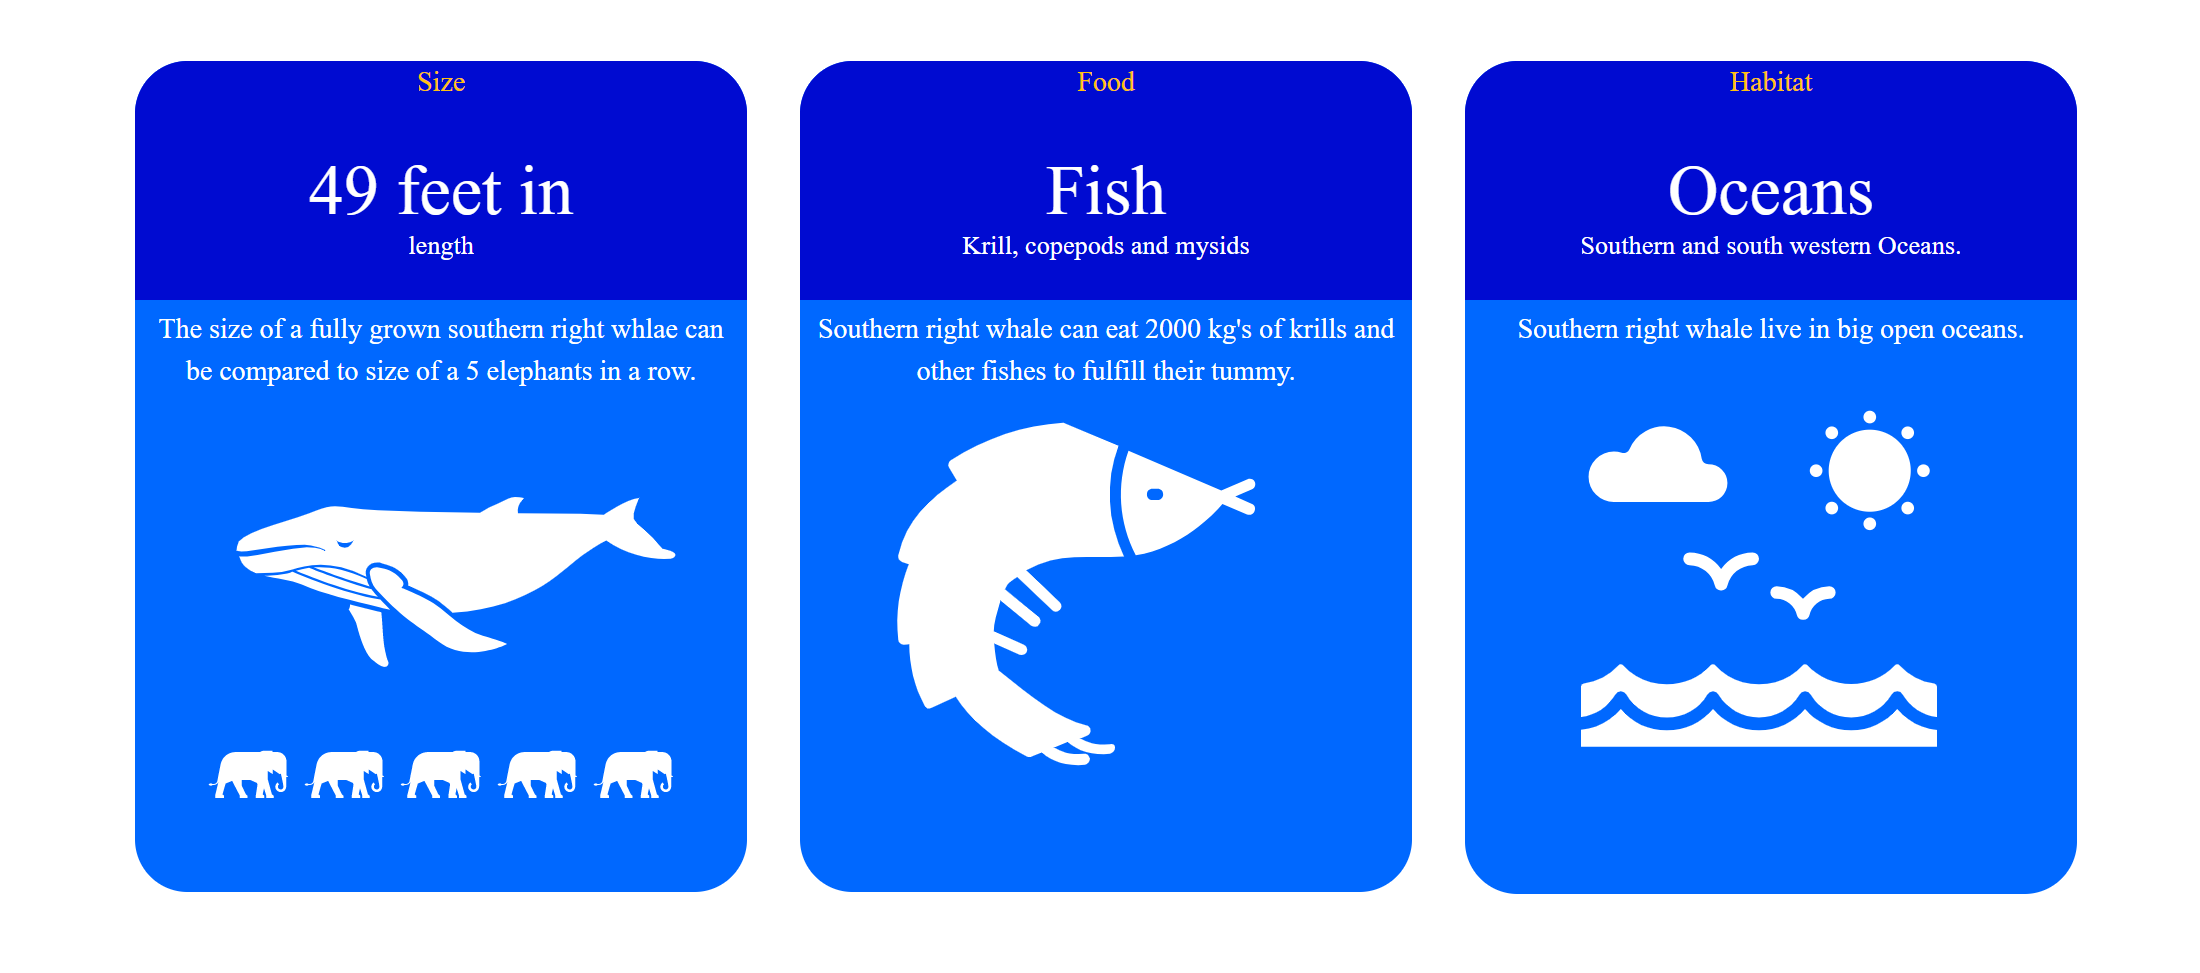 Size
49 feet in
length
The size of a fully grown southern right whlae can
be compared to size of a 5 elephants in a row.
Food
Fish
Krill, copepods and mysids
Southern right whale can eat 2000 kg's of krills and
other fishes to fulfill their tummy.
Habitat
Oceans
Southern and south western Oceans.
Southern right whale live in big open oceans.